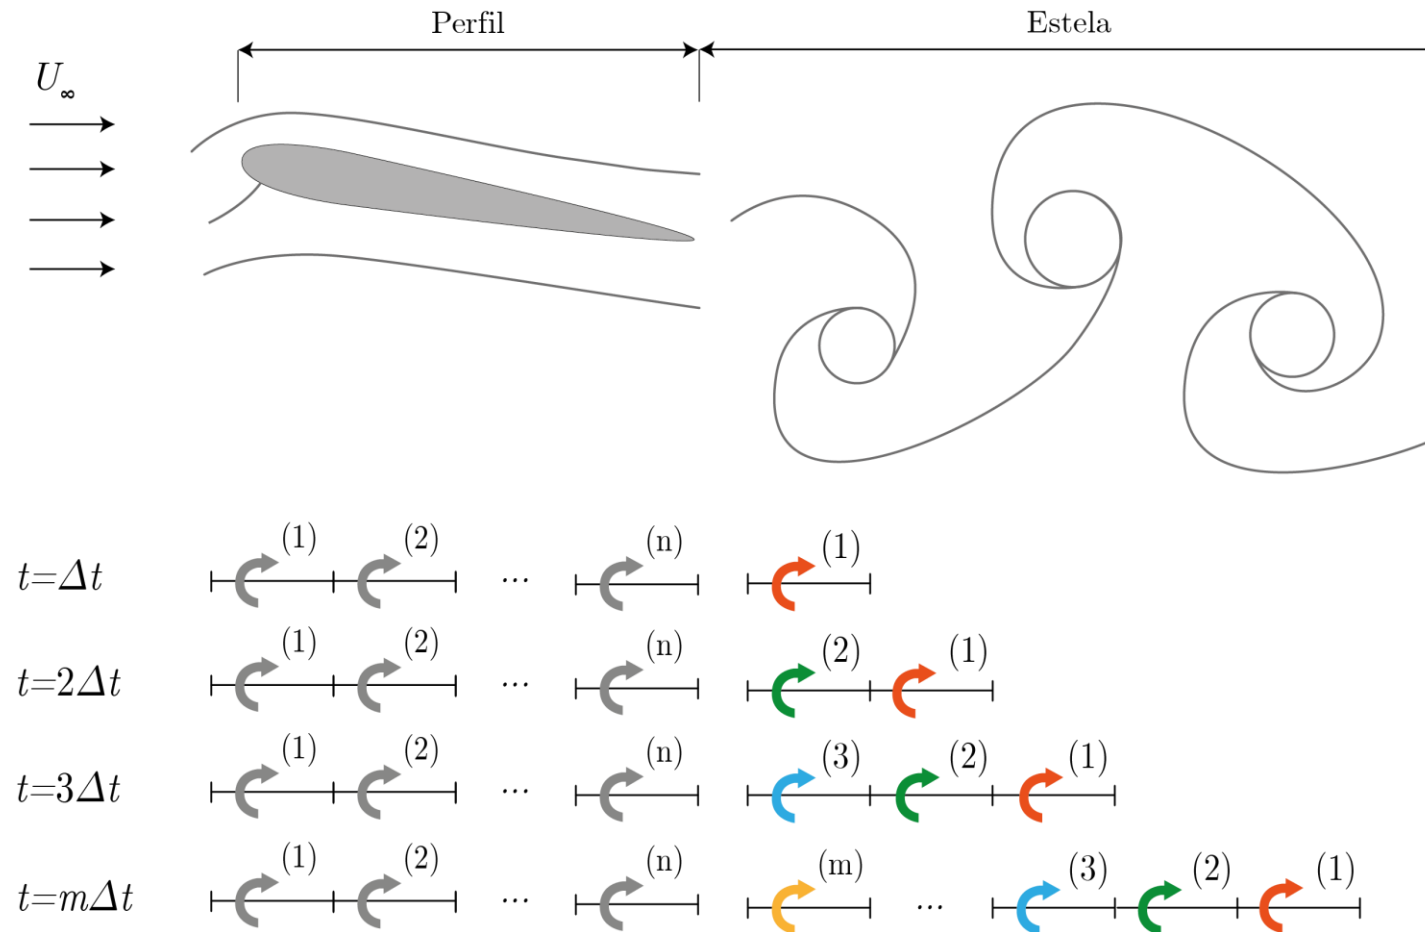 Perfil Estela
U∞
t=Δt (1) (2) ... (n) (1)
t=2Δt (1) (2) ... (n) (2) (1)
t=3Δt (1) (2) ... (n) (3) (2) (1)
t=mΔt (1) (2) ... (n) (m) ... (3) (2) (1)